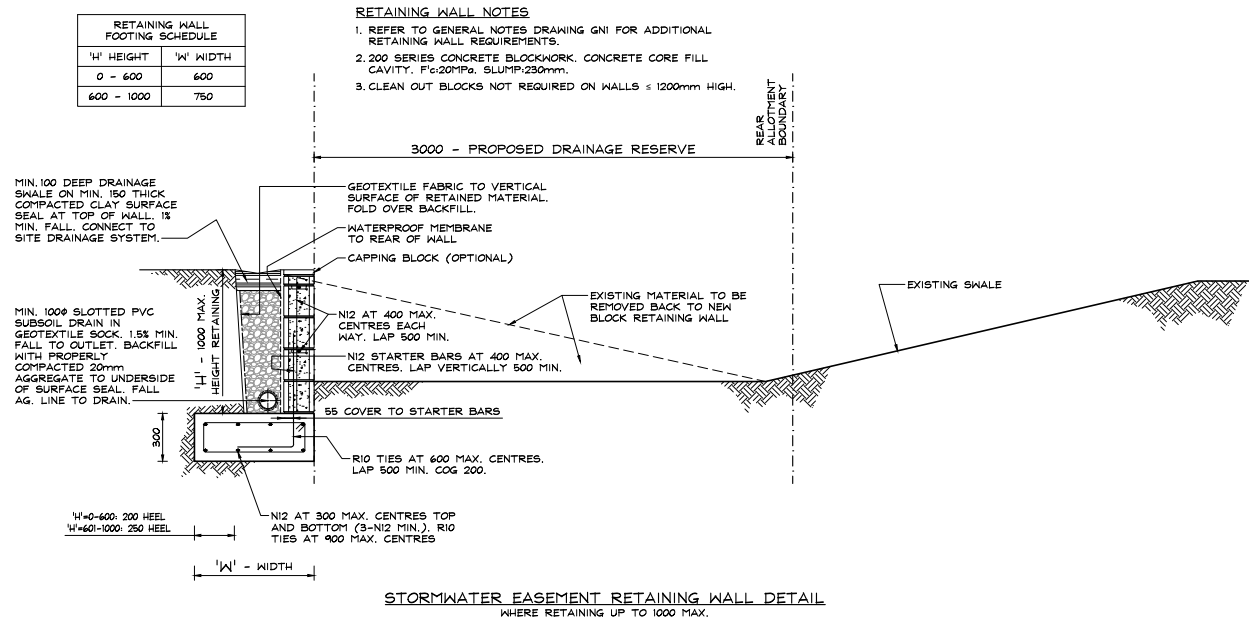 RETAINING WALL
FOOTING SCHEDULE
'H' HEIGHT 'W' WIDTH
0 - 600 600
600 - 1000 750
RETAINING WALL NOTES
1. REFER TO GENERAL NOTES DRAWING GN1 FOR ADDITIONAL
RETAINING WALL REQUIREMENTS.
2. 200 SERIES CONCRETE BLOCKWORK. CONCRETE CORE FILL
CAVITY. F'c:20MPa. SLUMP:230mm.
3. CLEAN OUT BLOCKS NOT REQUIRED ON WALLS ≤ 1200mm HIGH.
REAR
ALLOTMENT
BOUNDARY
3000 - PROPOSED DRAINAGE RESERVE
MIN. 100 DEEP DRAINAGE
SWALE ON MIN. 150 THICK
COMPACTED CLAY SURFACE
SEAL AT TOP OF WALL. 1%
MIN. FALL. CONNECT TO
SITE DRAINAGE SYSTEM.
GEOTEXTILE FABRIC TO VERTICAL
SURFACE OF RETAINED MATERIAL.
FOLD OVER BACKFILL.
WATERPROOF MEMBRANE
TO REAR OF WALL
CAPPING BLOCK (OPTIONAL)
MIN. 100ϕ SLOTTED PVC
SUBSOIL DRAIN IN
GEOTEXTILE SOCK. 1.5% MIN.
FALL TO OUTLET. BACKFILL
WITH PROPERLY
COMPACTED 20mm
AGGREGATE TO UNDERSIDE
OF SURFACE SEAL. FALL
AG. LINE TO DRAIN.
'H' - 1000 MAX.
HEIGHT RETAINING
N12 AT 400 MAX.
CENTRES EACH
WAY. LAP 500 MIN.
N12 STARTER BARS AT 400 MAX.
CENTRES. LAP VERTICALLY 500 MIN.
EXISTING MATERIAL TO BE
REMOVED BACK TO NEW
BLOCK RETAINING WALL
EXISTING SWALE
55 COVER TO STARTER BARS
300
R10 TIES AT 600 MAX. CENTRES.
LAP 500 MIN. COG 200.
'H'=0-600: 200 HEEL
'H'=601-1000: 250 HEEL
N12 AT 300 MAX. CENTRES TOP
AND BOTTOM (3-N12 MIN.). R10
TIES AT 900 MAX. CENTRES
'W' - WIDTH
STORMWATER EASEMENT RETAINING WALL DETAIL
WHERE RETAINING UP TO 1000 MAX.